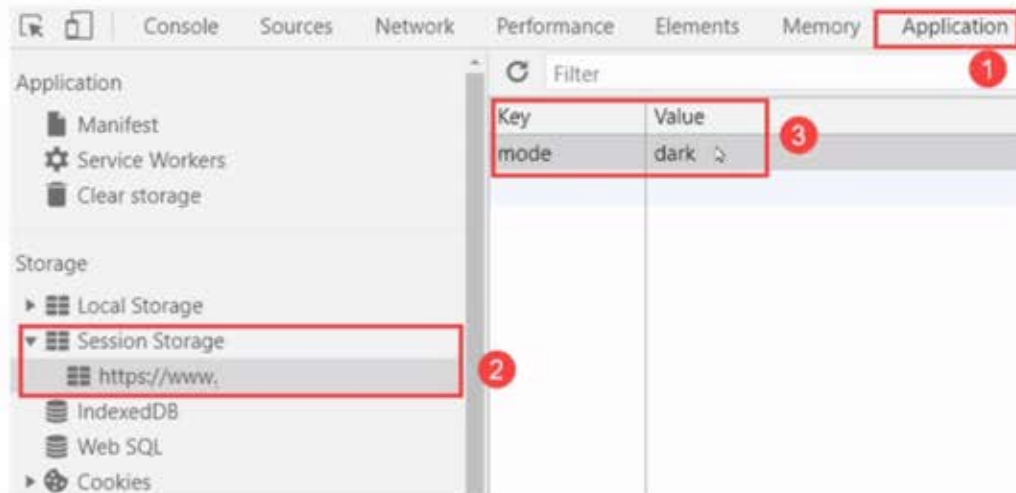 Console Sources Network Performance Elements Memory Application
1
Application
Manifest
Service Workers
Clear storage
Storage
Local Storage
Session Storage
https://www.
2
IndexedDB
Web SQL
Cookies
Filter
Key Value
mode dark
3